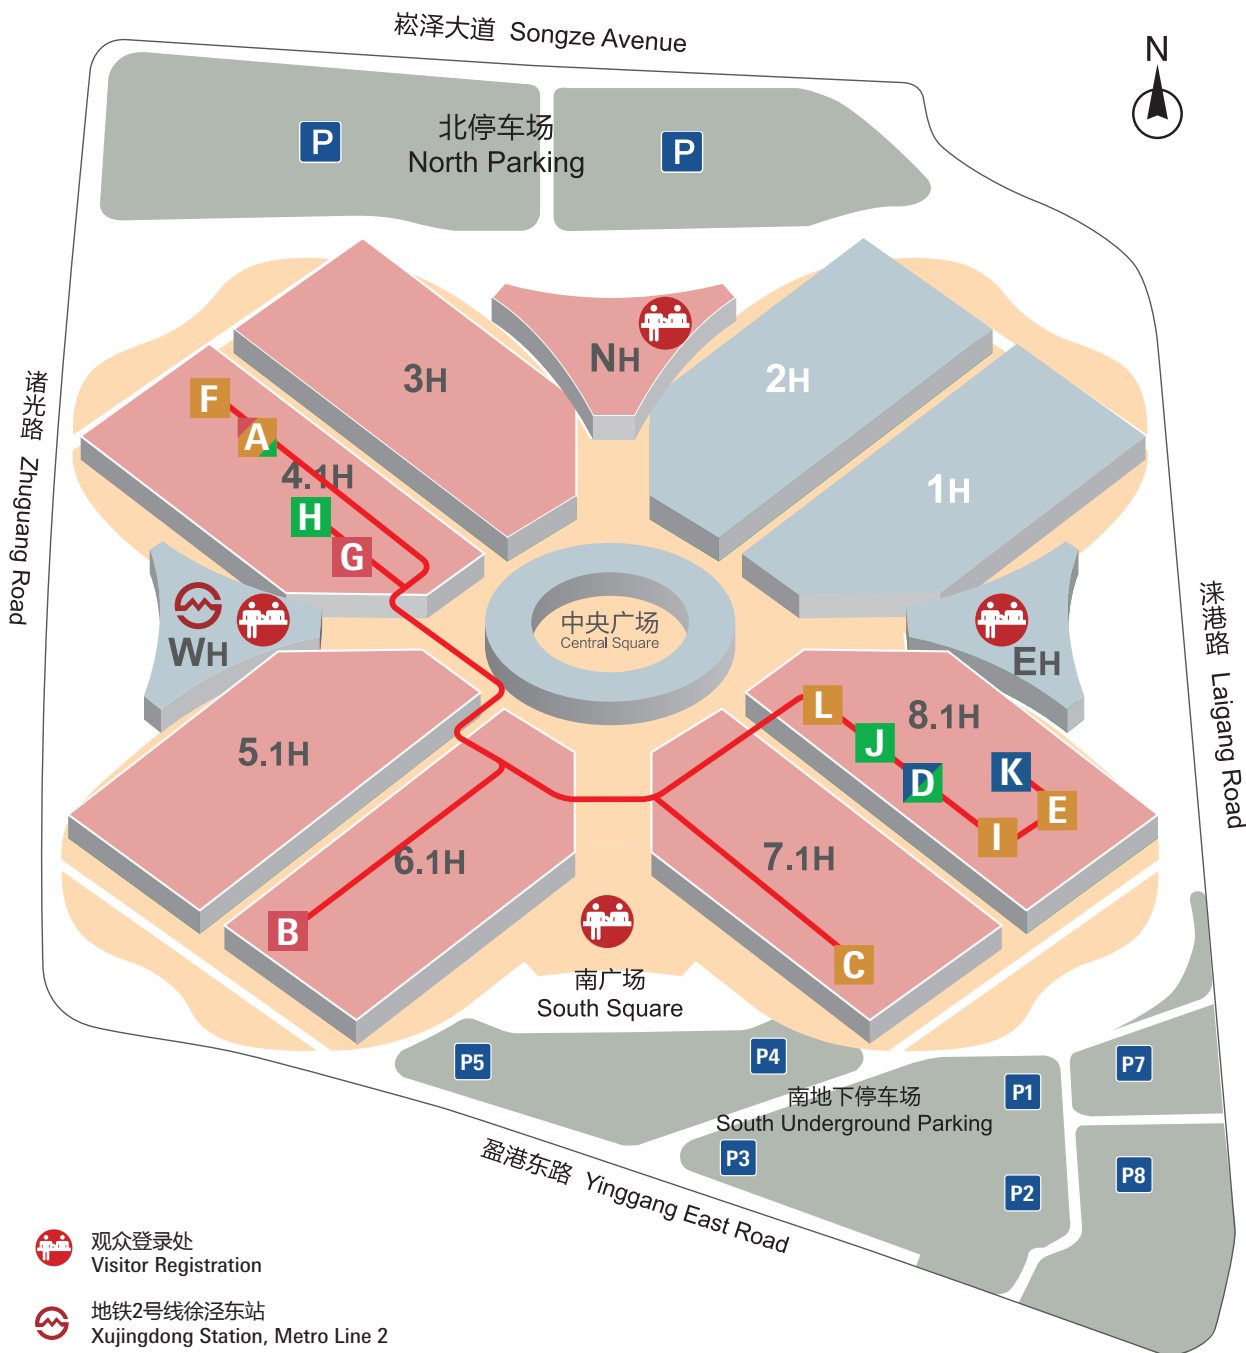 崧泽大道 Songze Avenue
N
北停车场
North Parking
P
P
诸光路 Zhuguang Road
3H
NH
2H
1H
F
A
4.1H
H
G
WH
中央广场
Central Square
EH
涞港路 Laigang Road
5.1H
6.1H
B
7.1H
C
L
8.1H
J
D
K
E
I
南广场
South Square
P5
P4
P7
P1
南地下停车场
South Underground Parking
P3
P2
P8
盈港东路 Yinggang East Road
观众登录处
Visitor Registration
地铁2号线徐泾东站
Xujingdong Station, Metro Line 2